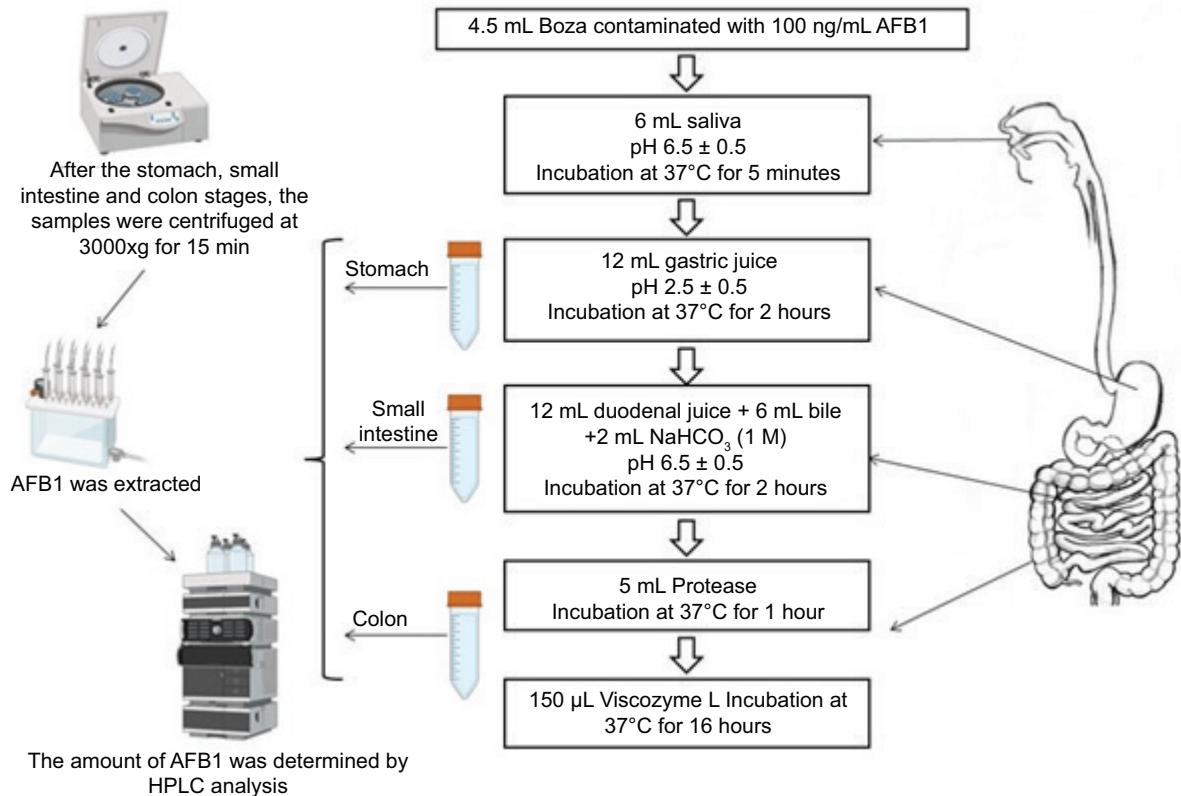 4.5 mL Boza contaminated with 100 ng/mL AFB1
6 mL saliva
pH 6.5 ± 0.5
Incubation at 37°C for 5 minutes
After the stomach, small
intestine and colon stages, the
samples were centrifuged at
3000xg for 15 min
Stomach
12 mL gastric juice
pH 2.5 ± 0.5
Incubation at 37°C for 2 hours
Small
intestine
12 mL duodenal juice + 6 mL bile
+2 mL NaHCO₃ (1 M)
pH 6.5 ± 0.5
Incubation at 37°C for 2 hours
AFB1 was extracted
Colon
5 mL Protease
Incubation at 37°C for 1 hour
150 µL Viscozyme L Incubation at
37°C for 16 hours
The amount of AFB1 was determined by
HPLC analysis